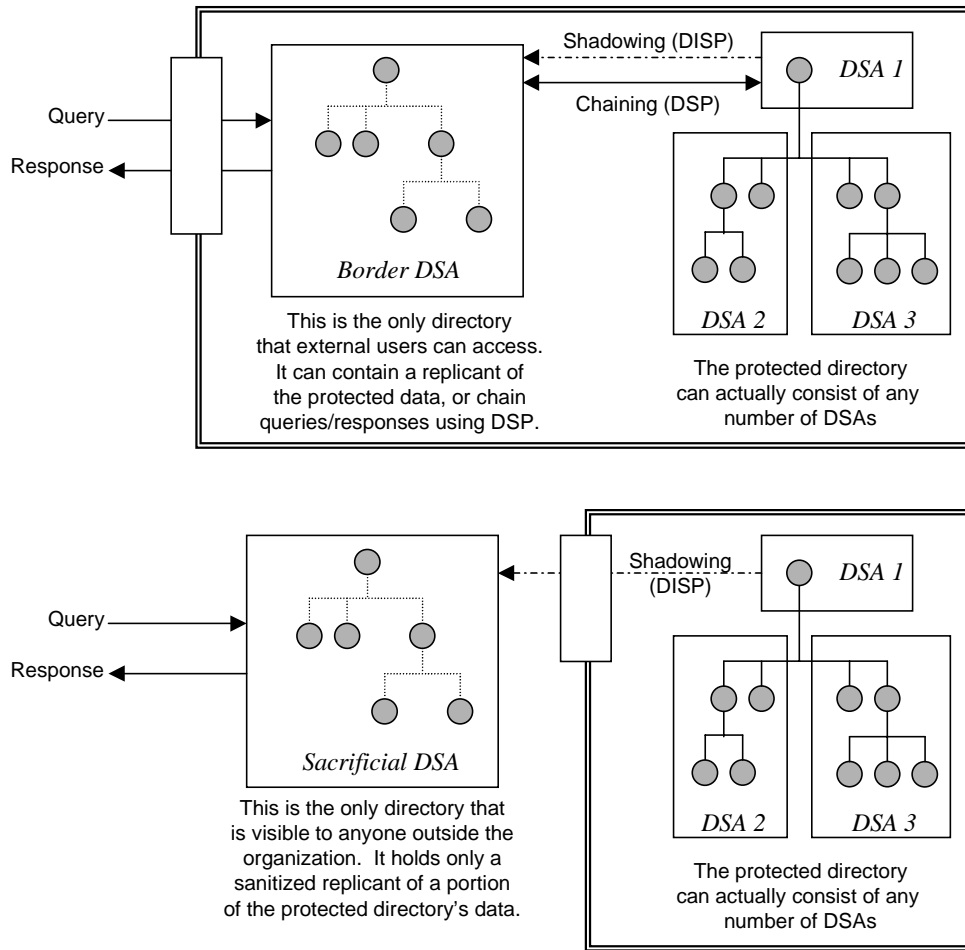 Shadowing (DISP)
DSA 1
Chaining (DSP)
Query
Response
Border DSA
DSA 2
DSA 3
This is the only directory
that external users can access.
It can contain a replicant of
the protected data, or chain
queries/responses using DSP.
The protected directory
can actually consist of any
number of DSAs
Shadowing
(DISP)
DSA 1
Query
Response
Sacrificial DSA
DSA 2
DSA 3
This is the only directory that
is visible to anyone outside the
organization. It holds only a
sanitized replicant of a portion
of the protected directory's data.
The protected directory
can actually consist of any
number of DSAs